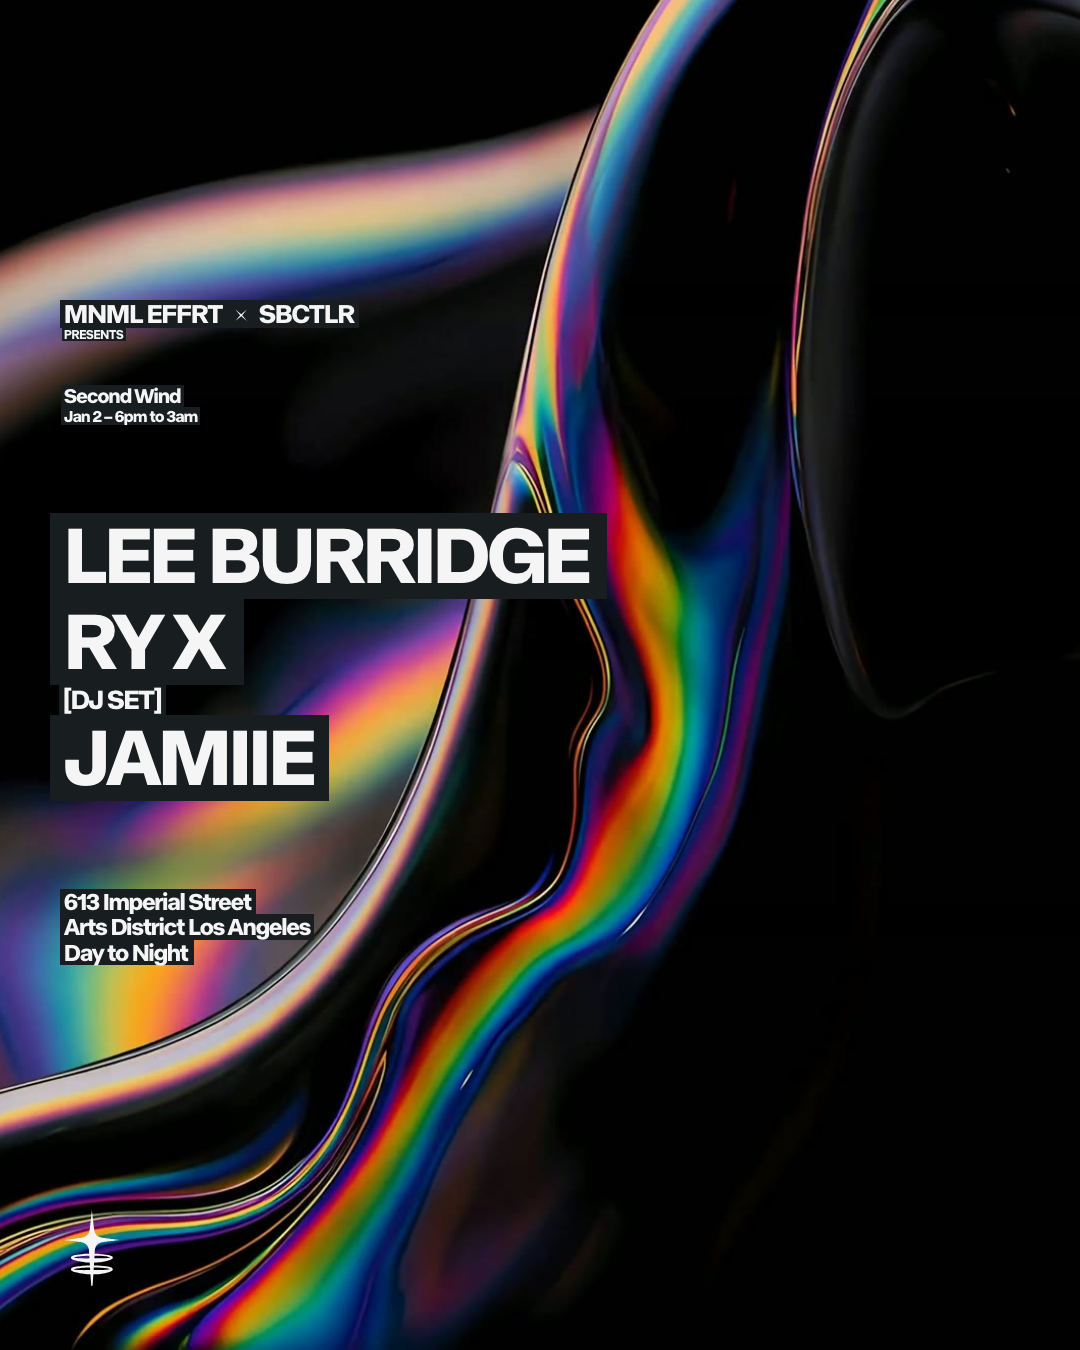 MNML EFFRT × SBCTLR
PRESENTS
Second Wind
Jan 2 – 6pm to 3am
LEE BURRIDGE
RY X
[DJ SET]
JAMIIE
613 Imperial Street
Arts District Los Angeles
Day to Night